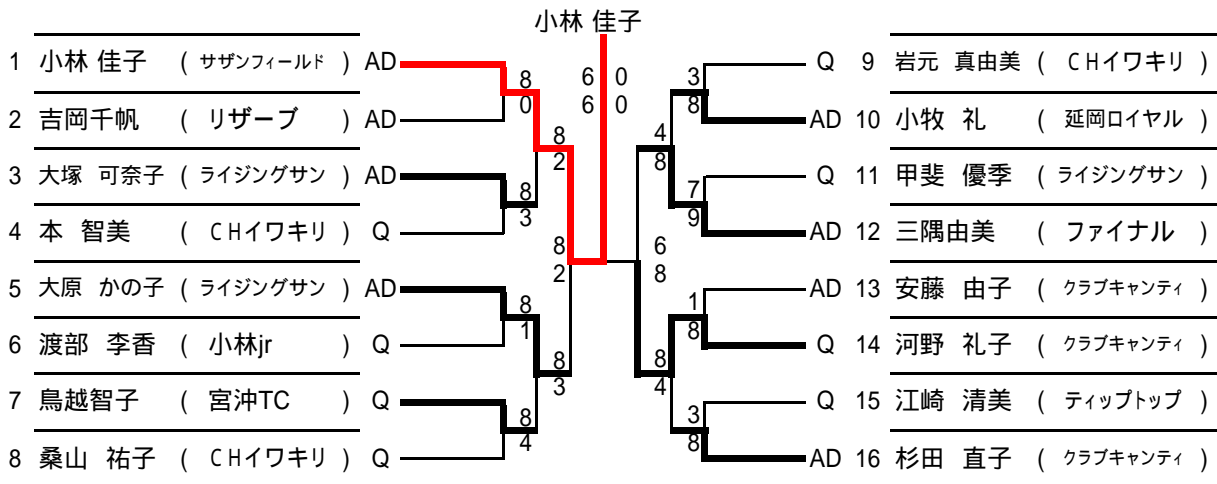 小林 佳子
1 小林 佳子 ( サザンフィールド ) AD
2 吉岡千帆 ( リザーブ ) AD
3 大塚 可奈子 ( ライジングサン ) AD
4 本 智美 ( CHイワキリ ) Q
5 大原 かの子 ( ライジングサン ) AD
6 渡部 李香 ( 小林jr ) Q
7 鳥越智子 ( 宮沖TC ) Q
8 桑山 祐子 ( CHイワキリ ) Q
8
0
8
3
8
1
8
4
8
2
8
3
8
2
6 0
6 0
6
8
4
8
8
4
3
8
7
9
1
8
3
8
Q 9 岩元 真由美 ( CHイワキリ )
AD 10 小牧 礼 ( 延岡ロイヤル )
Q 11 甲斐 優季 ( ライジングサン )
AD 12 三隅由美 ( ファイナル )
AD 13 安藤 由子 ( クラブキャンティ )
Q 14 河野 礼子 ( クラブキャンティ )
Q 15 江崎 清美 ( ティップトップ )
AD 16 杉田 直子 ( クラブキャンティ )